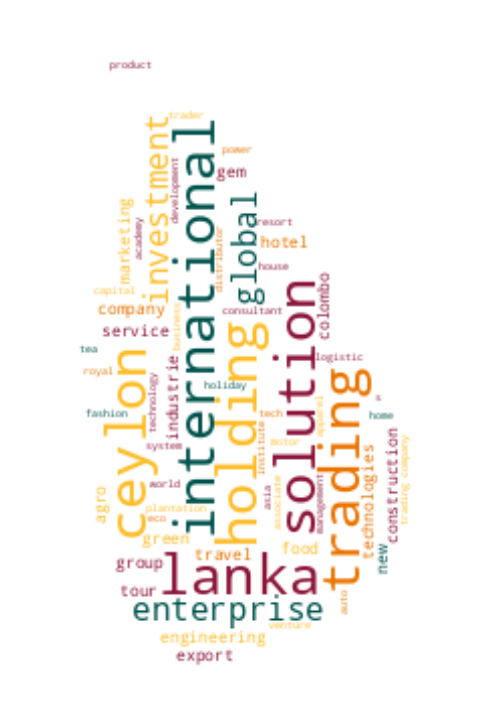 product
trader
international
investment
power
development
gem
global
marketing
academy
resort
distributor
hotel
house
solution
colombo
capital
company
business
consultant
service
holding
tea
ceylon
industrie
logistic
royal
trading
technology
holiday
apparel
s
fashion
tech
home
system
institute
motor
construction
trading company
technologies
world
asia
associate
management
agro
plantation
eco
green
food
new
travel
group
lanka
tour
auto
enterprise
venture
engineering
export